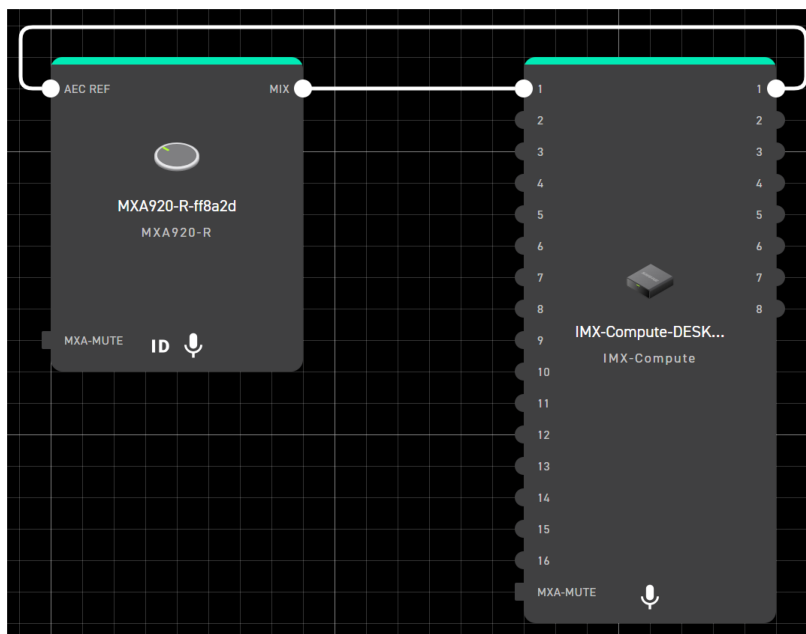 AEC REF
MIX
MXA920-R-ff8a2d
MXA920-R
MXA-MUTE
ID
1
1
2
2
3
3
4
4
5
5
6
6
7
7
8
8
IMX-Compute-DESK...
9
IMX-Compute
10
11
12
13
14
15
16
MXA-MUTE